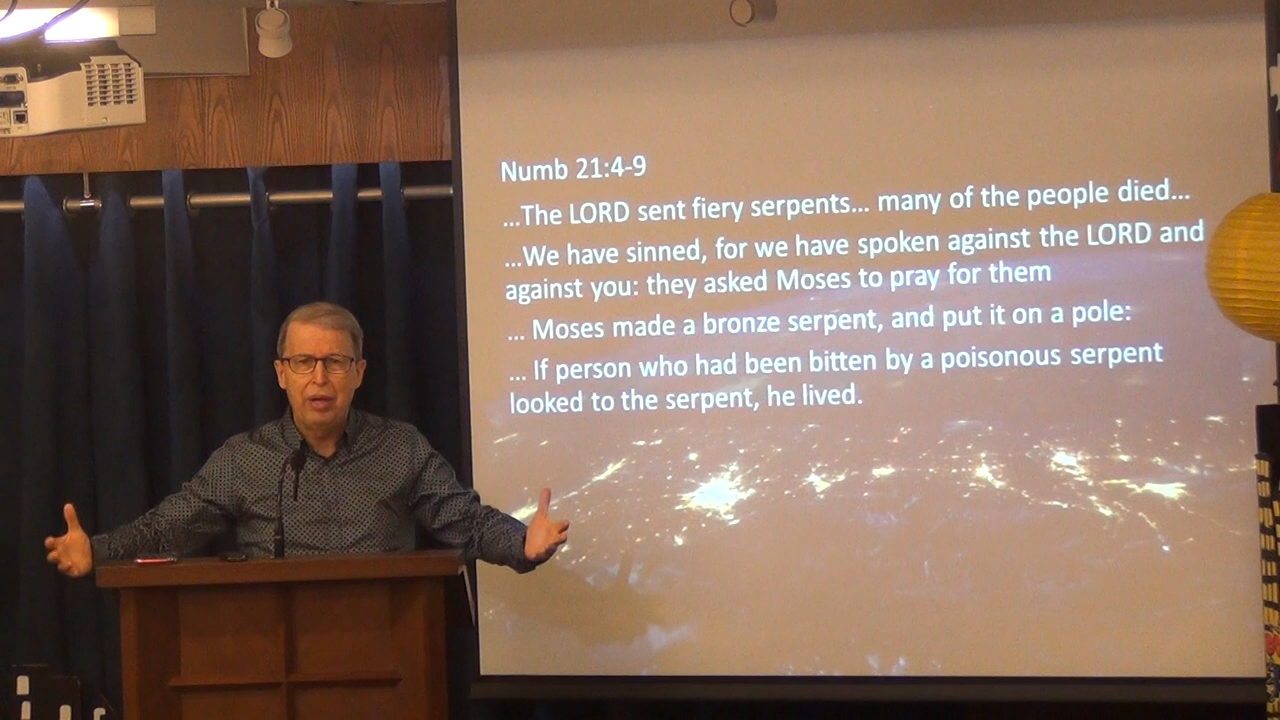 Numb 21:4-9
...The LORD sent fiery serpents... many of the people died...
...We have sinned, for we have spoken against the LORD and
against you: they asked Moses to pray for them
... Moses made a bronze serpent, and put it on a pole:
... If person who had been bitten by a poisonous serpent
looked to the serpent, he lived.